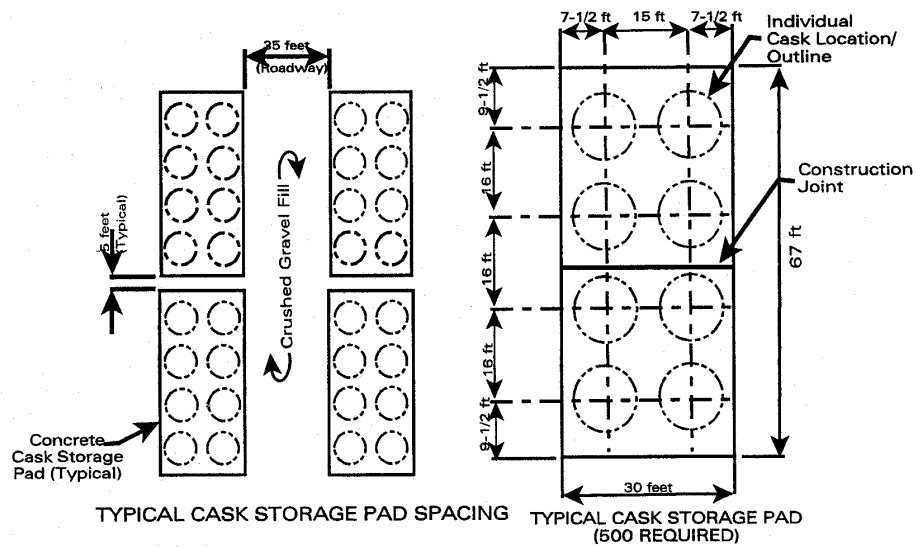 35 feet
(Roadway)
5 feet
(Typical)
Crushed Gravel Fill
Concrete
Cask Storage
Pad (Typical)
TYPICAL CASK STORAGE PAD SPACING
7-1/2 ft
15 ft
7-1/2 ft
Individual
Cask Location/
Outline
9-1/2 ft
16 ft
16 ft
16 ft
9-1/2 ft
Construction
Joint
67 ft
30 feet
TYPICAL CASK STORAGE PAD
(500 REQUIRED)